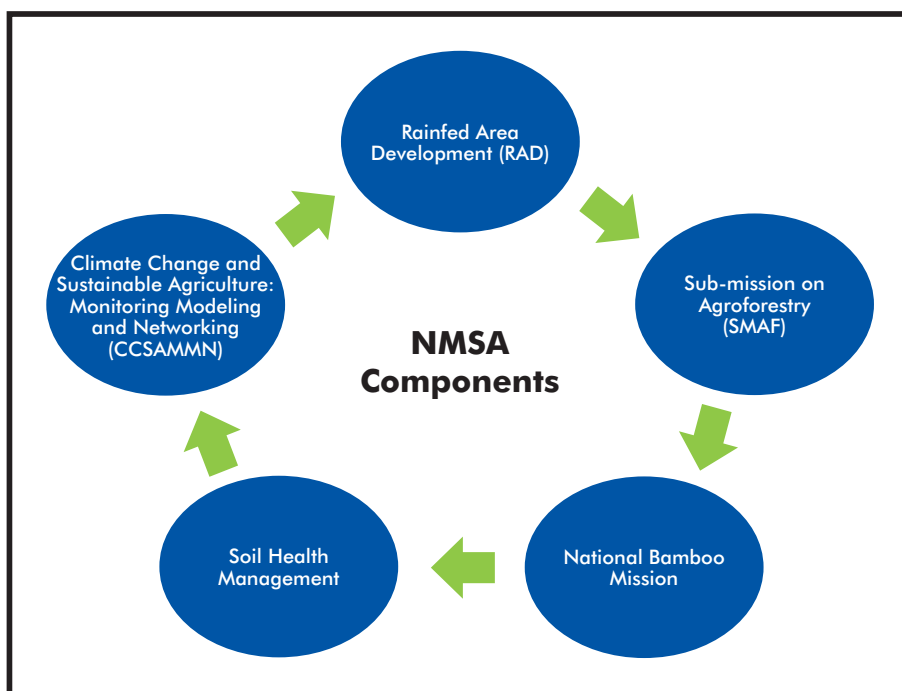 Rainfed Area
Development (RAD)
Sub-mission on
Agroforestry
(SMAF)
National Bamboo
Mission
Soil Health
Management
Climate Change and
Sustainable Agriculture:
Monitoring Modeling
and Networking
(CCSAMMN)
NMSA
Components